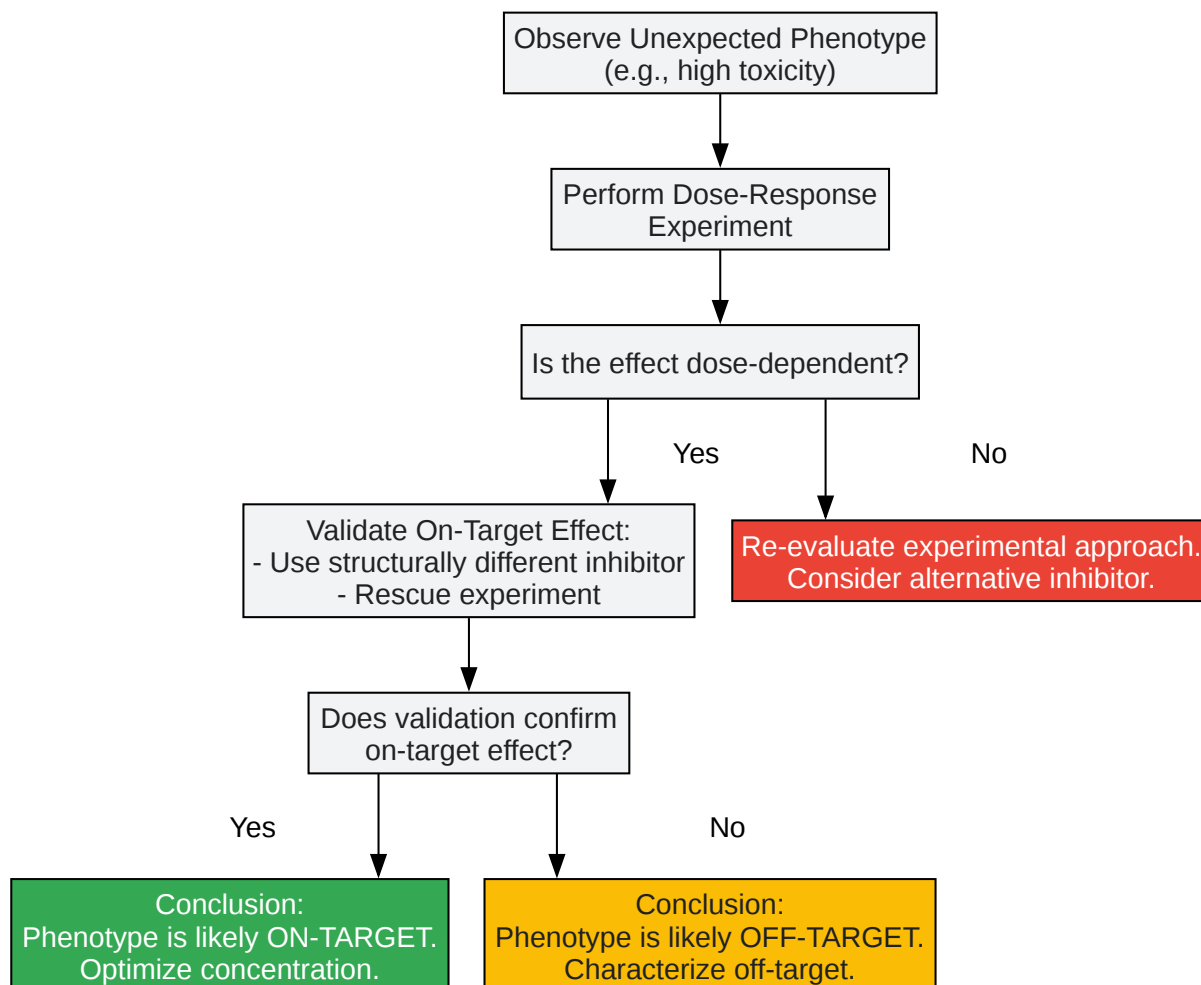 Observe Unexpected Phenotype
(e.g., high toxicity)
Perform Dose-Response
Experiment
Is the effect dose-dependent?
Yes
No
Validate On-Target Effect:
- Use structurally different inhibitor
- Rescue experiment
Re-evaluate experimental approach.
Consider alternative inhibitor.
Does validation confirm
on-target effect?
Yes
No
Conclusion:
Phenotype is likely ON-TARGET.
Optimize concentration.
Conclusion:
Phenotype is likely OFF-TARGET.
Characterize off-target.